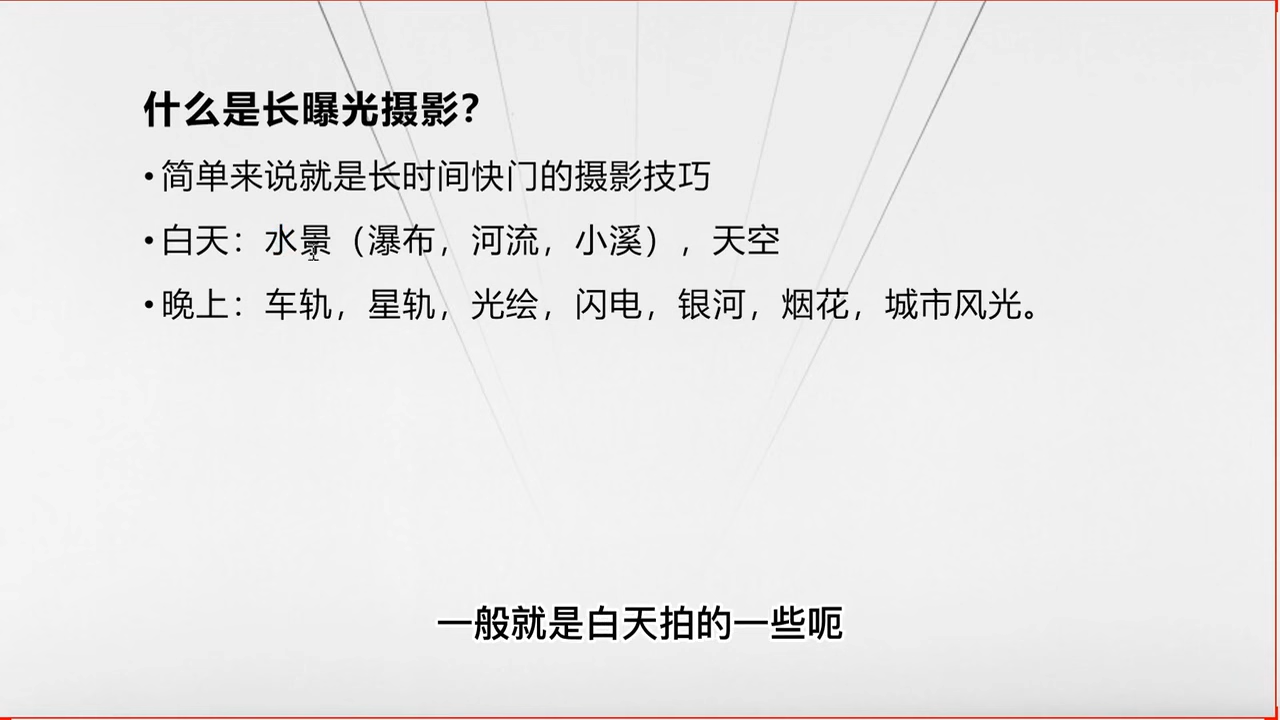 什么是长曝光摄影？
•简单来说就是长时间快门的摄影技巧
•白天：水景（瀑布，河流，小溪），天空
•晚上：车轨，星轨，光绘，闪电，银河，烟花，城市风光。
一般就是白天拍的一些呃